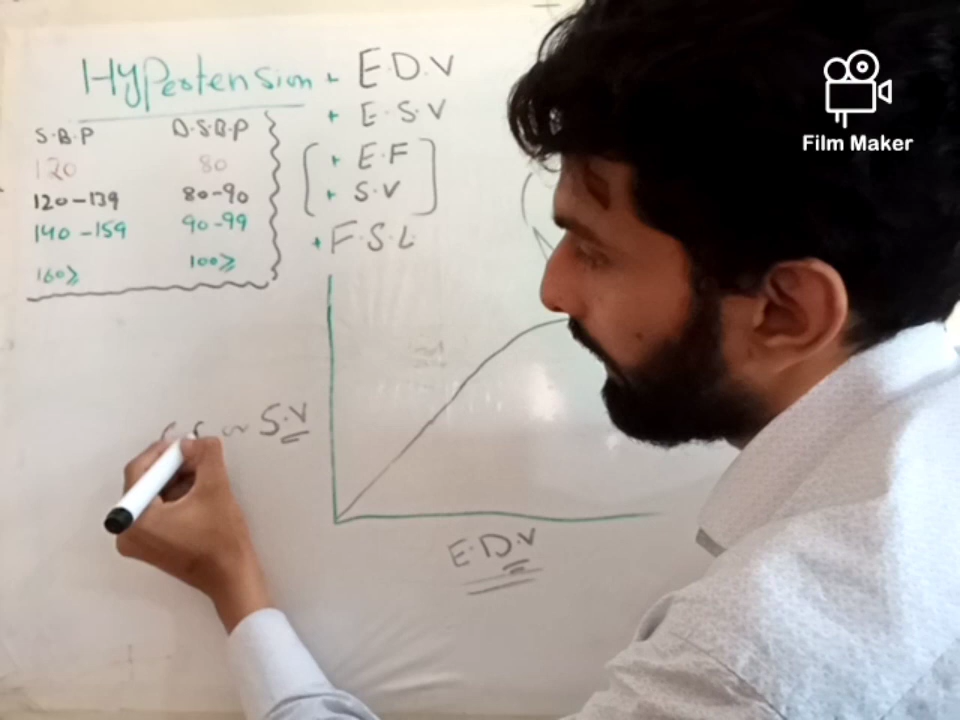 Hypertension
S.B.P D.S.B.P
120 80
120-139 80-90
140-159 90-99
160⩾ 100⩾
+ E.D.V
+ E.S.V
+ E.F
+ S.V
+ F.S.L
S.V
E.D.V
Film Maker